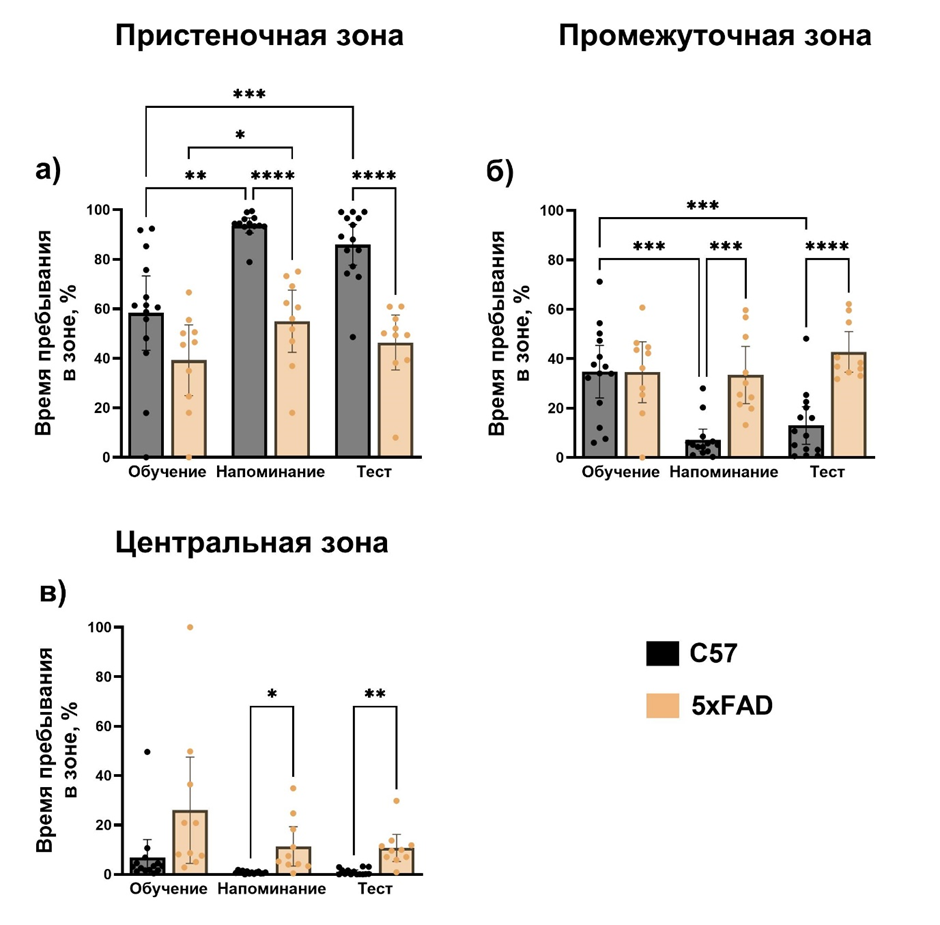 Пристеночная зона
Промежуточная зона
а)
***
*
**
****
****
Время пребывания
в зоне, %
100
80
60
40
20
0
Обучение
Напоминание
Тест
б)
***
***
***
****
Время пребывания
в зоне, %
100
80
60
40
20
0
Обучение
Напоминание
Тест
Центральная зона
в)
*
**
Время пребывания
в зоне, %
100
80
60
40
20
0
Обучение
Напоминание
Тест
C57
5xFAD